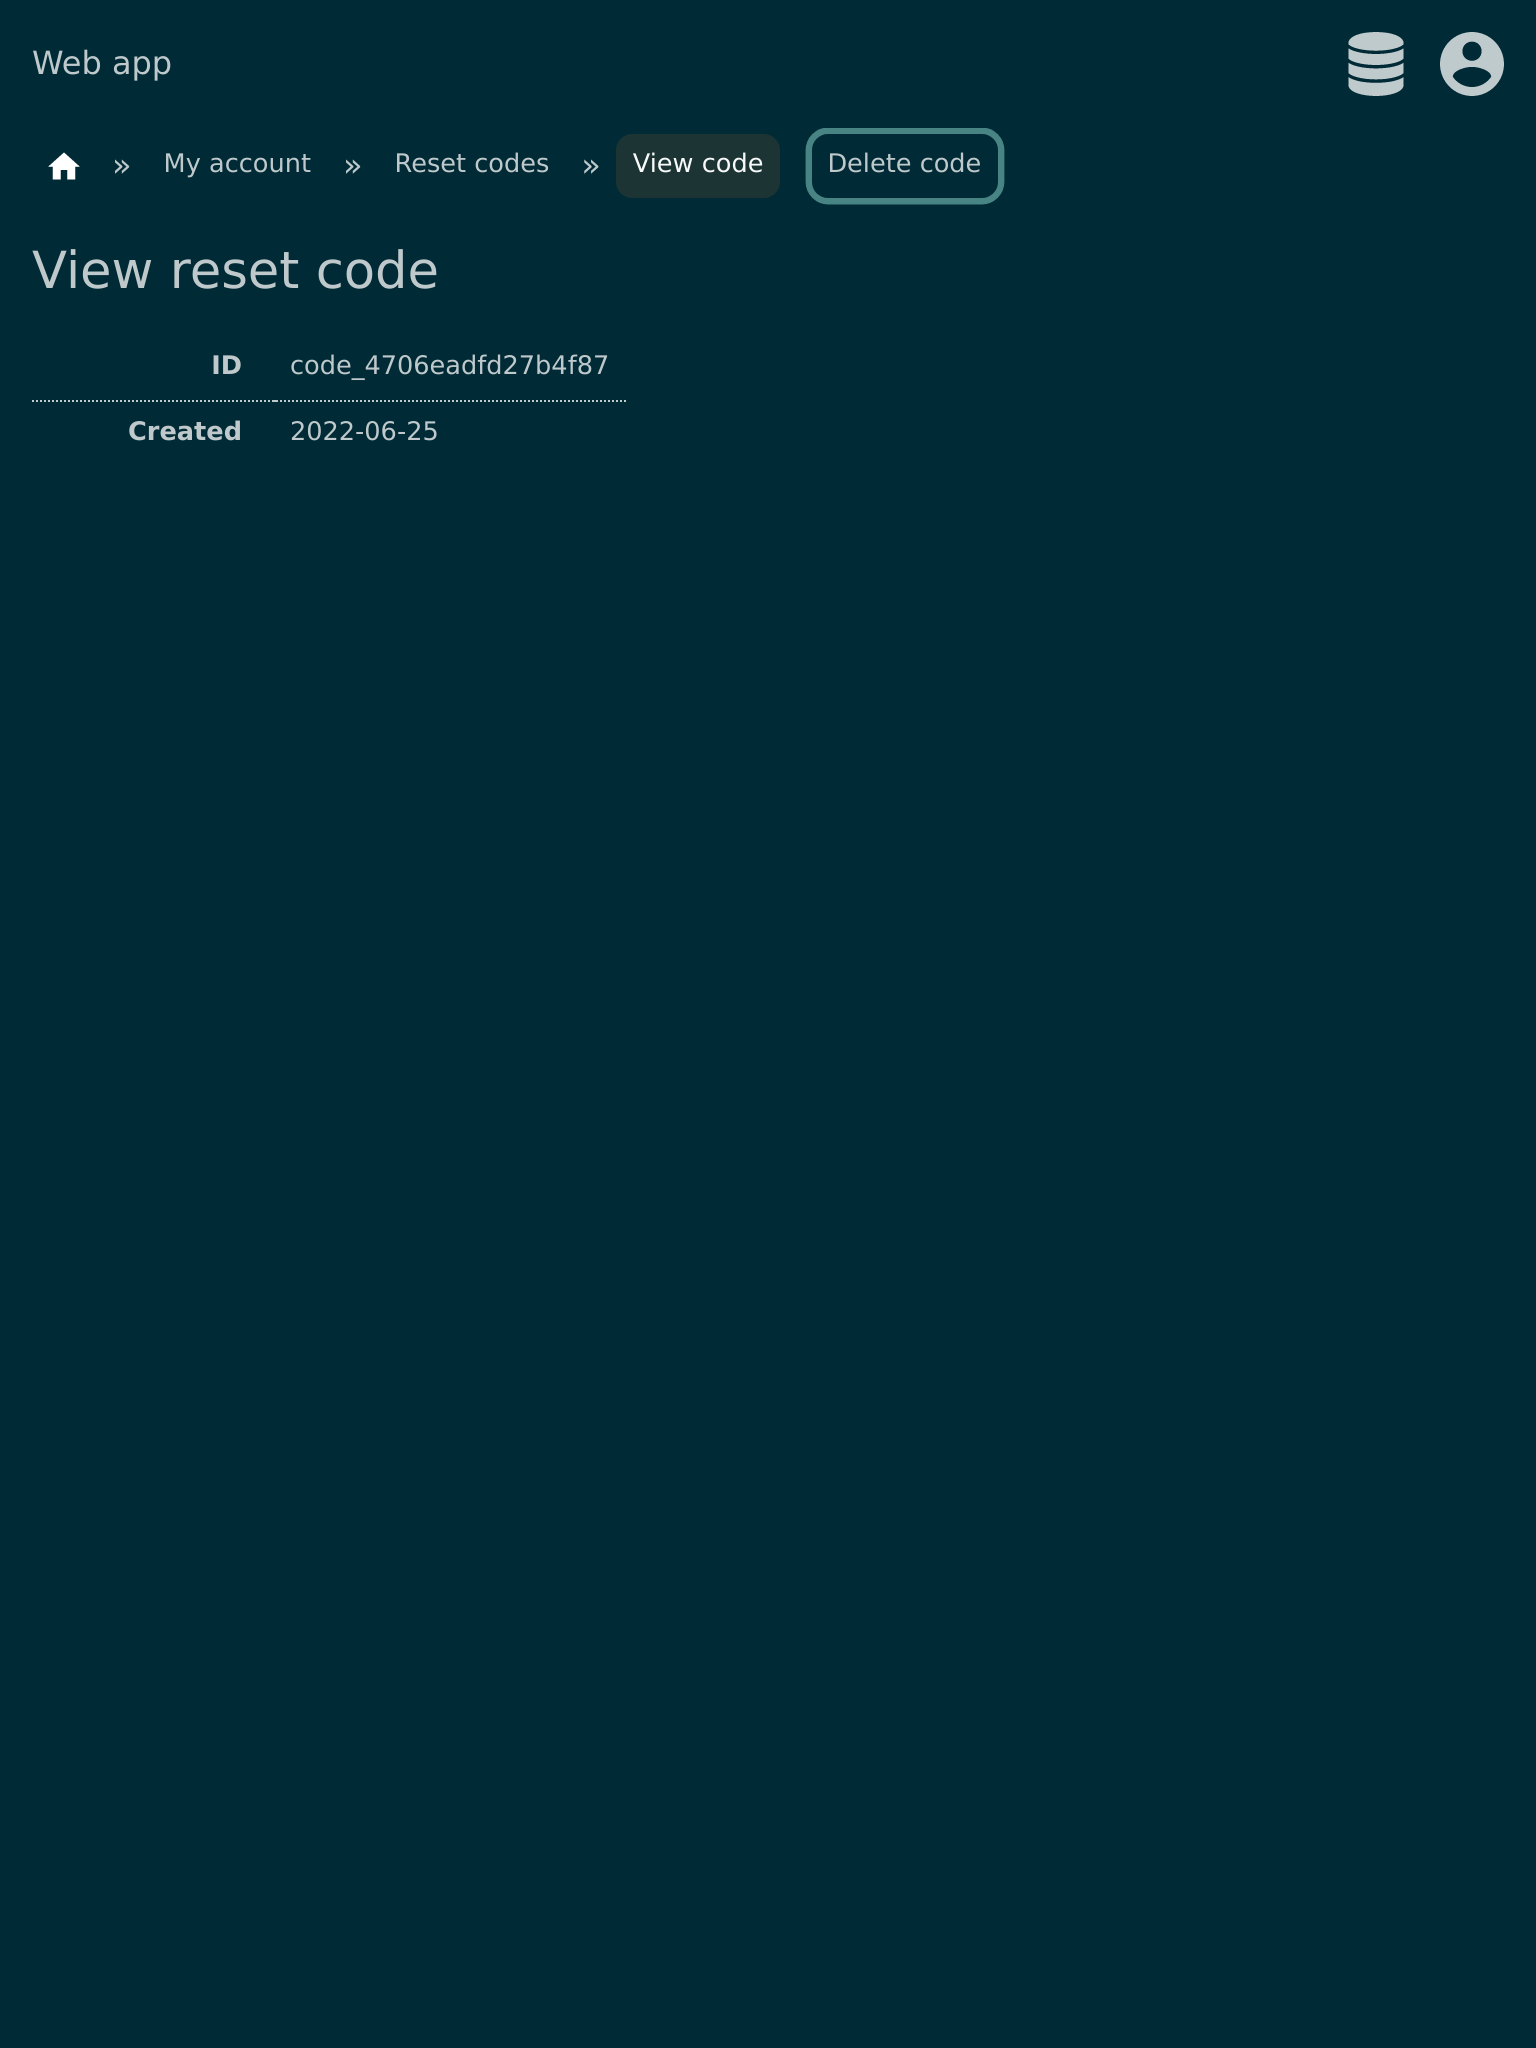 Web app
» My account » Reset codes » View code Delete code
View reset code
ID code_4706eadfd27b4f87
Created 2022-06-25